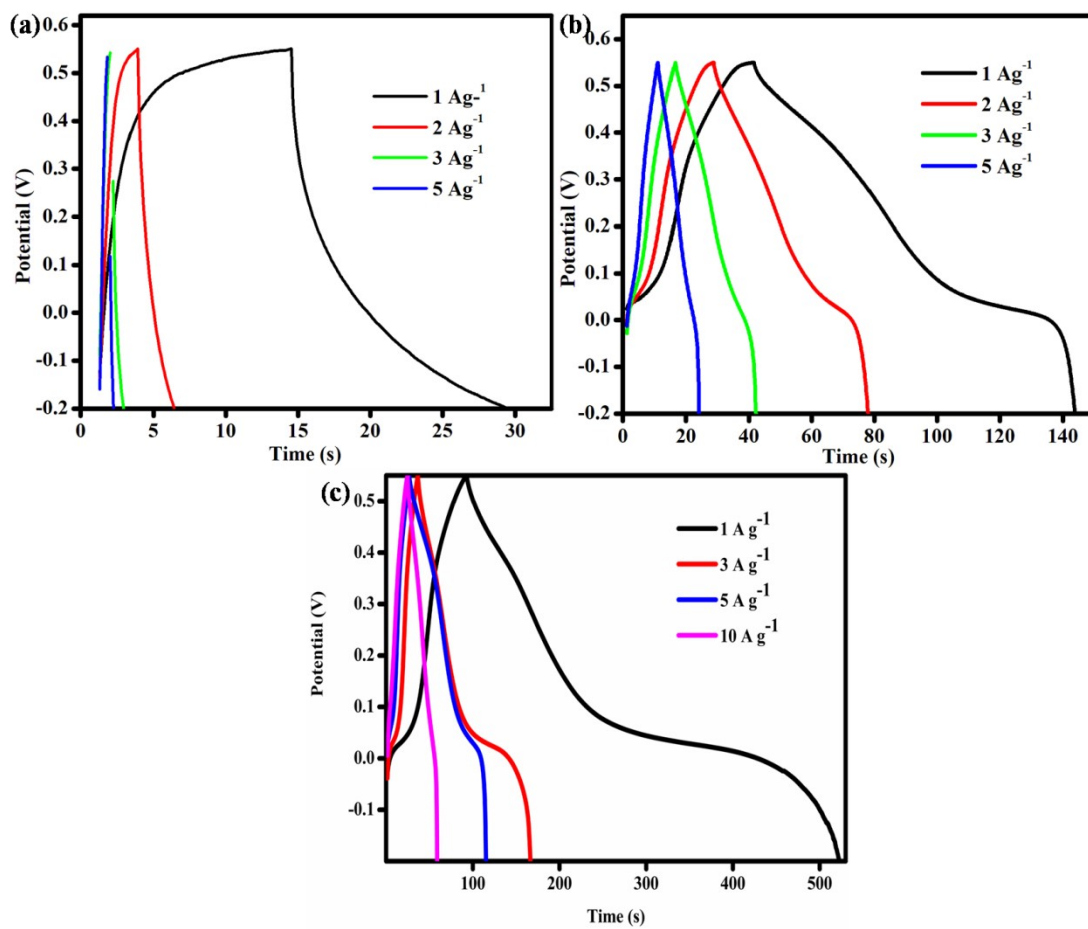 (a)
0.6
0.5
0.4
0.3
0.2
0.1
0.0
-0.1
-0.2
Potential (V)
1 Ag-¹
2 Ag⁻¹
3 Ag⁻¹
5 Ag⁻¹
0 5 10 15 20 25 30
Time (s)
(b)
0.6
0.5
0.3
0.1
0.0
-0.1
-0.2
Potential (V)
1 Ag⁻¹
2 Ag⁻¹
3 Ag⁻¹
5 Ag⁻¹
0 20 40 60 80 100 120 140
Time (s)
(c)
0.5
0.4
0.3
0.2
0.1
0.0
-0.1
Potential (V)
1 A g⁻¹
3 A g⁻¹
5 A g⁻¹
10 A g⁻¹
100 200 300 400 500
Time (s)